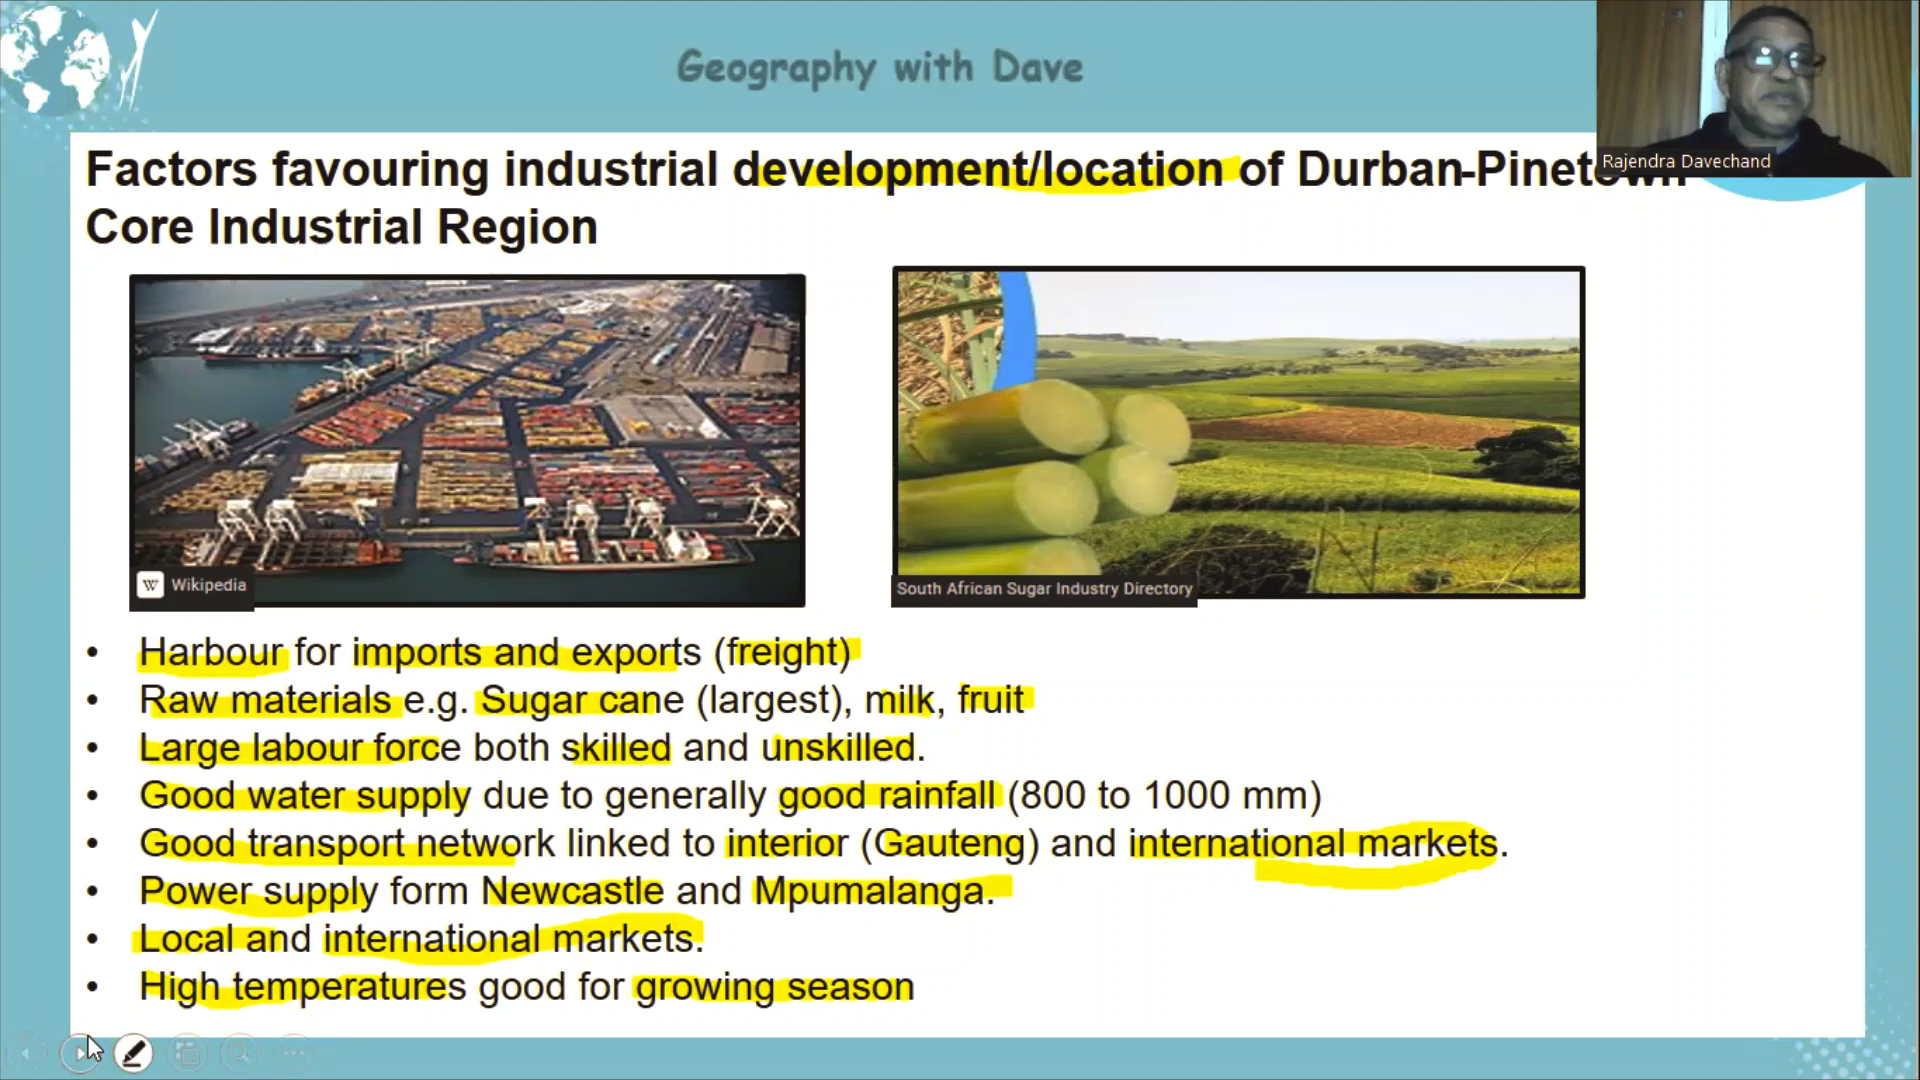 Geography with Dave
Rajendra Davechand
Factors favouring industrial development/location of Durban-Pinetown
Core Industrial Region
W Wikipedia
South African Sugar Industry Directory
• Harbour for imports and exports (freight)
• Raw materials e.g. Sugar cane (largest), milk, fruit
• Large labour force both skilled and unskilled.
• Good water supply due to generally good rainfall (800 to 1000 mm)
• Good transport network linked to interior (Gauteng) and international markets.
• Power supply form Newcastle and Mpumalanga.
• Local and international markets.
• High temperatures good for growing season